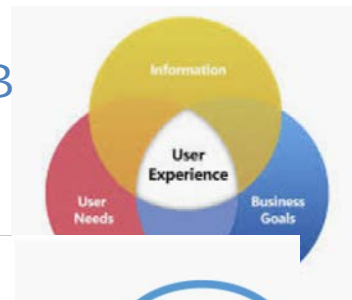 B
Information
User
Experience
User
Needs
Business
Goals